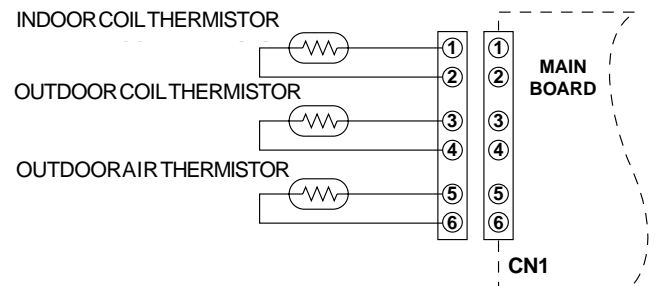 INDOOR COIL THERMISTOR
① ①
② ②
MAIN
BOARD
OUTDOOR COIL THERMISTOR
③ ③
④ ④
OUTDOOR AIR THERMISTOR
⑤ ⑤
⑥ ⑥
CN1